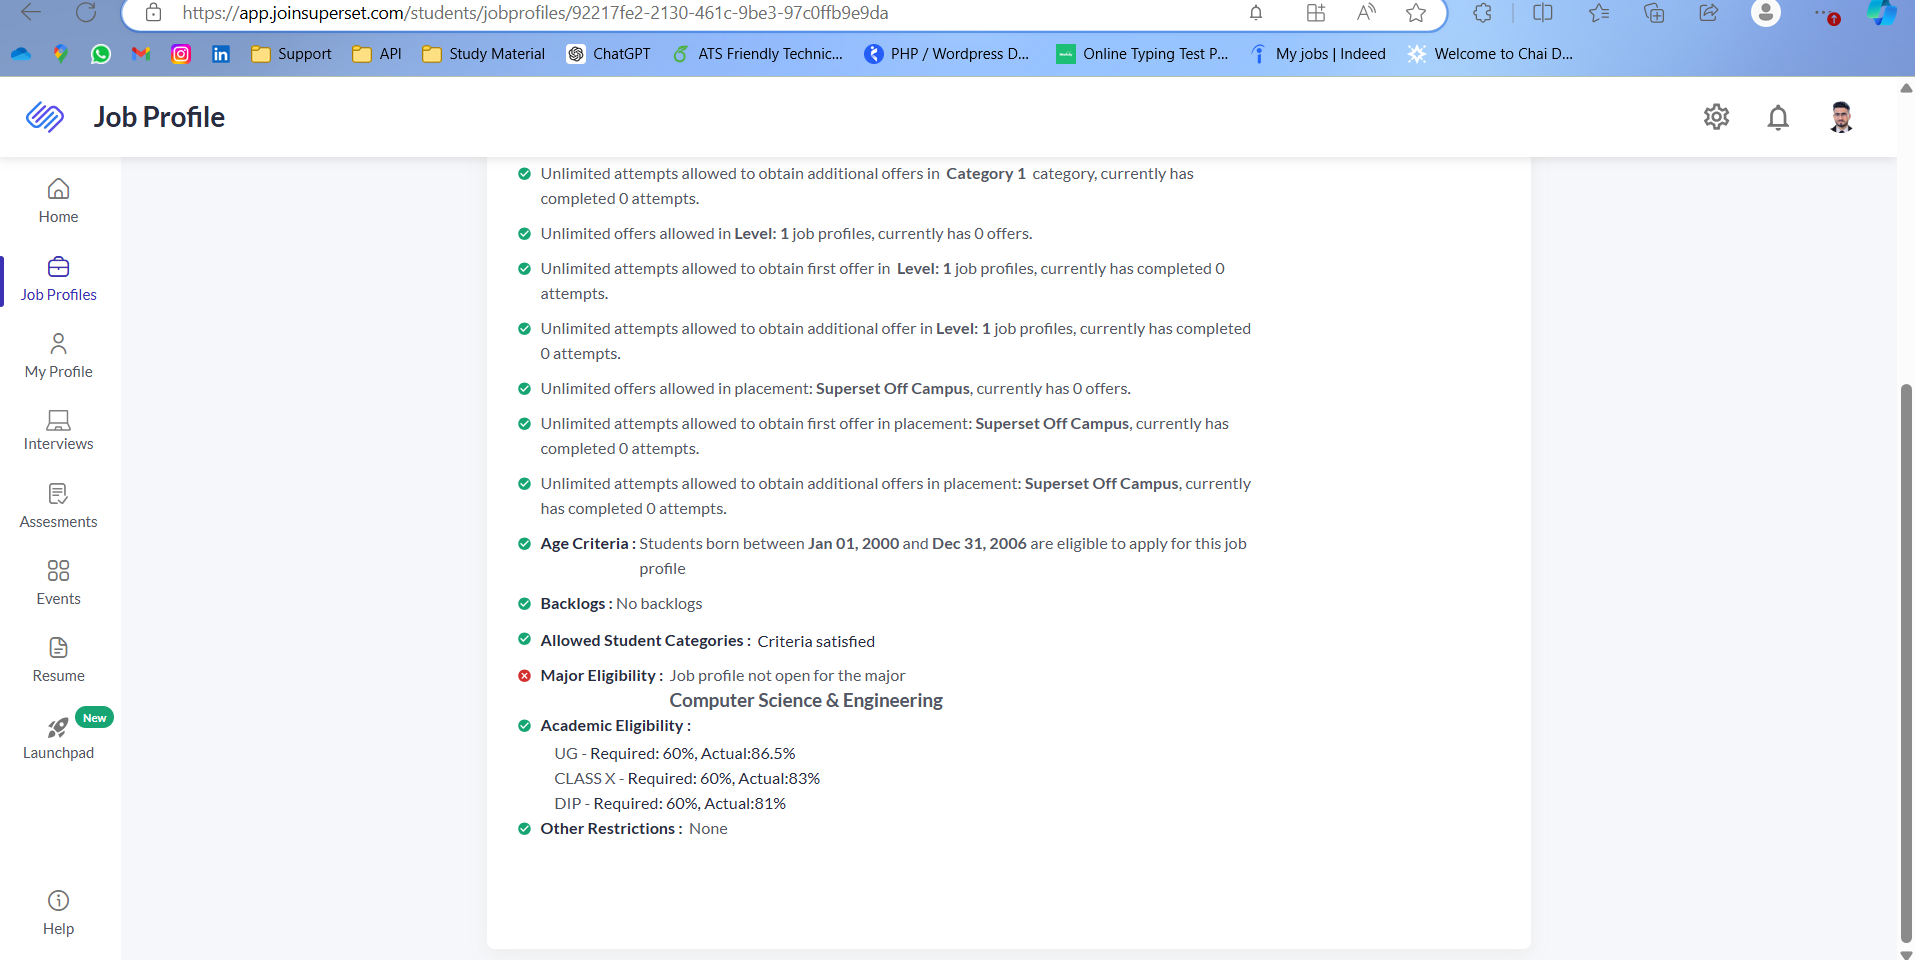 https://app.joinsuperset.com/students/jobprofiles/92217fe2-2130-461c-9be3-97c0ffb9e9da
Support API Study Material ChatGPT ATS Friendly Technic... PHP / Wordpress D... Online Typing Test P... My jobs | Indeed Welcome to Chai D...
Job Profile
Home
Job Profiles
My Profile
Interviews
Assesments
Events
Resume
New
Launchpad
Help
Unlimited attempts allowed to obtain additional offers in Category 1 category, currently has
completed 0 attempts.
Unlimited offers allowed in Level: 1 job profiles, currently has 0 offers.
Unlimited attempts allowed to obtain first offer in Level: 1 job profiles, currently has completed 0
attempts.
Unlimited attempts allowed to obtain additional offer in Level: 1 job profiles, currently has completed
0 attempts.
Unlimited offers allowed in placement: Superset Off Campus, currently has 0 offers.
Unlimited attempts allowed to obtain first offer in placement: Superset Off Campus, currently has
completed 0 attempts.
Unlimited attempts allowed to obtain additional offers in placement: Superset Off Campus, currently
has completed 0 attempts.
Age Criteria : Students born between Jan 01, 2000 and Dec 31, 2006 are eligible to apply for this job
profile
Backlogs : No backlogs
Allowed Student Categories : Criteria satisfied
Major Eligibility : Job profile not open for the major
Computer Science & Engineering
Academic Eligibility :
UG - Required: 60%, Actual:86.5%
CLASS X - Required: 60%, Actual:83%
DIP - Required: 60%, Actual:81%
Other Restrictions : None